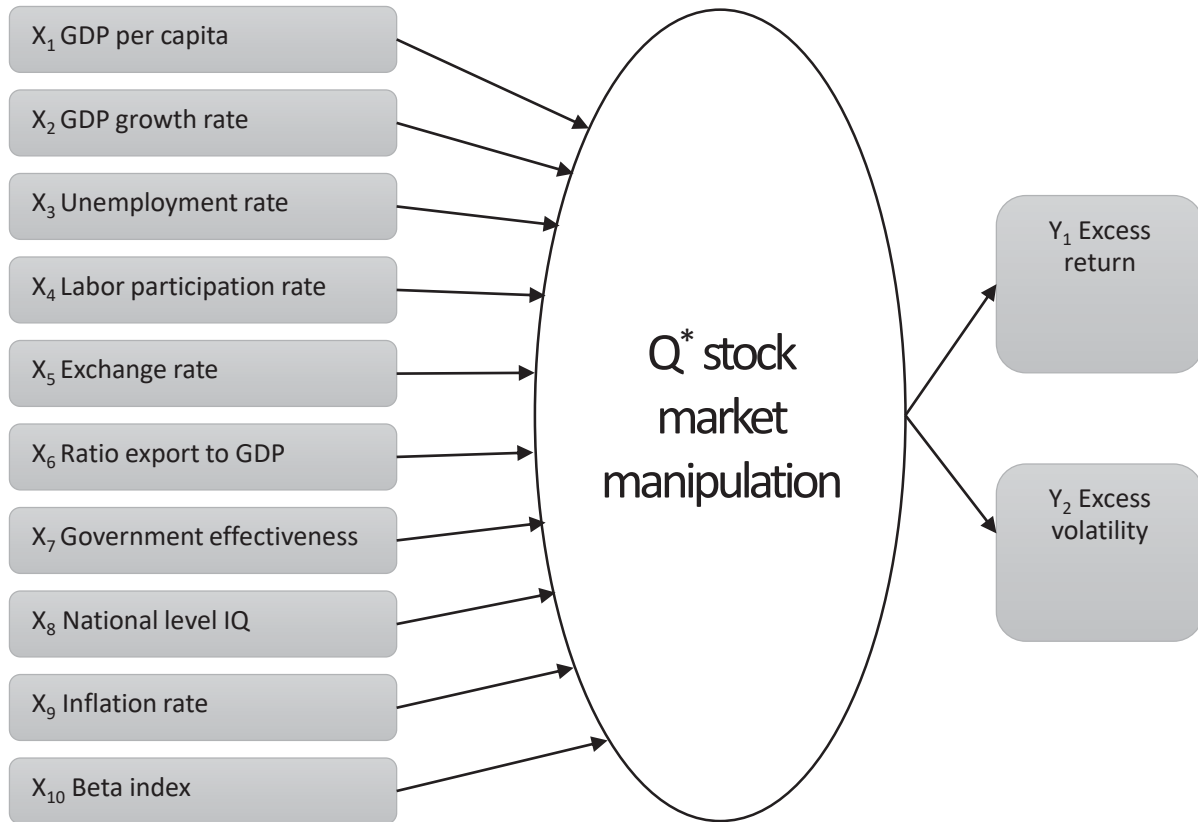 X₁ GDP per capita
X₂ GDP growth rate
X₃ Unemployment rate
X₄ Labor participation rate
X₅ Exchange rate
X₆ Ratio export to GDP
X₇ Government effectiveness
X₈ National level IQ
X₉ Inflation rate
X₁₀ Beta index
Q* stock
market
manipulation
Y₁ Excess
return
Y₂ Excess
volatility